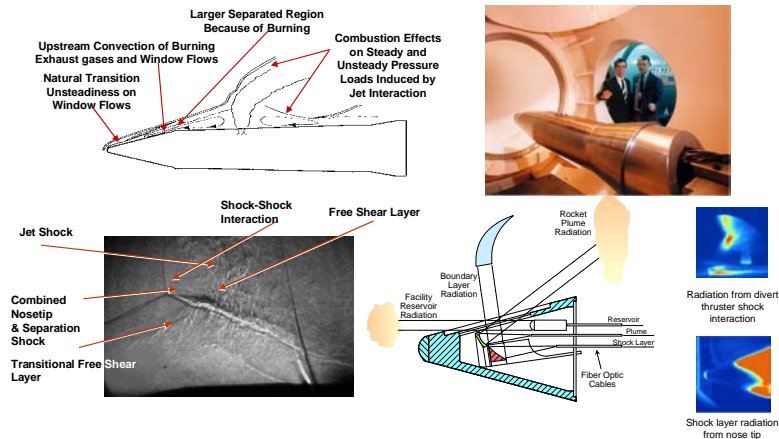 Larger Separated Region
Because of Burning
Upstream Convection of Burning
Exhaust gases and Window Flows
Combustion Effects
on Steady and
Unsteady Pressure
Loads Induced by
Jet Interaction
Natural Transition
Unsteadiness on
Window Flows
Shock-Shock
Interaction
Free Shear Layer
Jet Shock
Combined
Nosetip
& Separation
Shock
Transitional Free Shear
Layer
Rocket
Plume
Radiation
Boundary
Layer
Radiation
Facility
Reservoir
Radiation
Reservoir
Plume
Shock Layer
Fiber Optic
Cables
Radiation from divert
thruster shock
interaction
Shock layer radiation
from nose tip